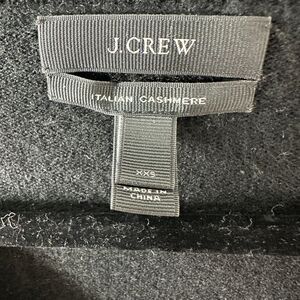 J.CREW
ITALIAN CASHMERE
XXS
MADE IN
CHINA